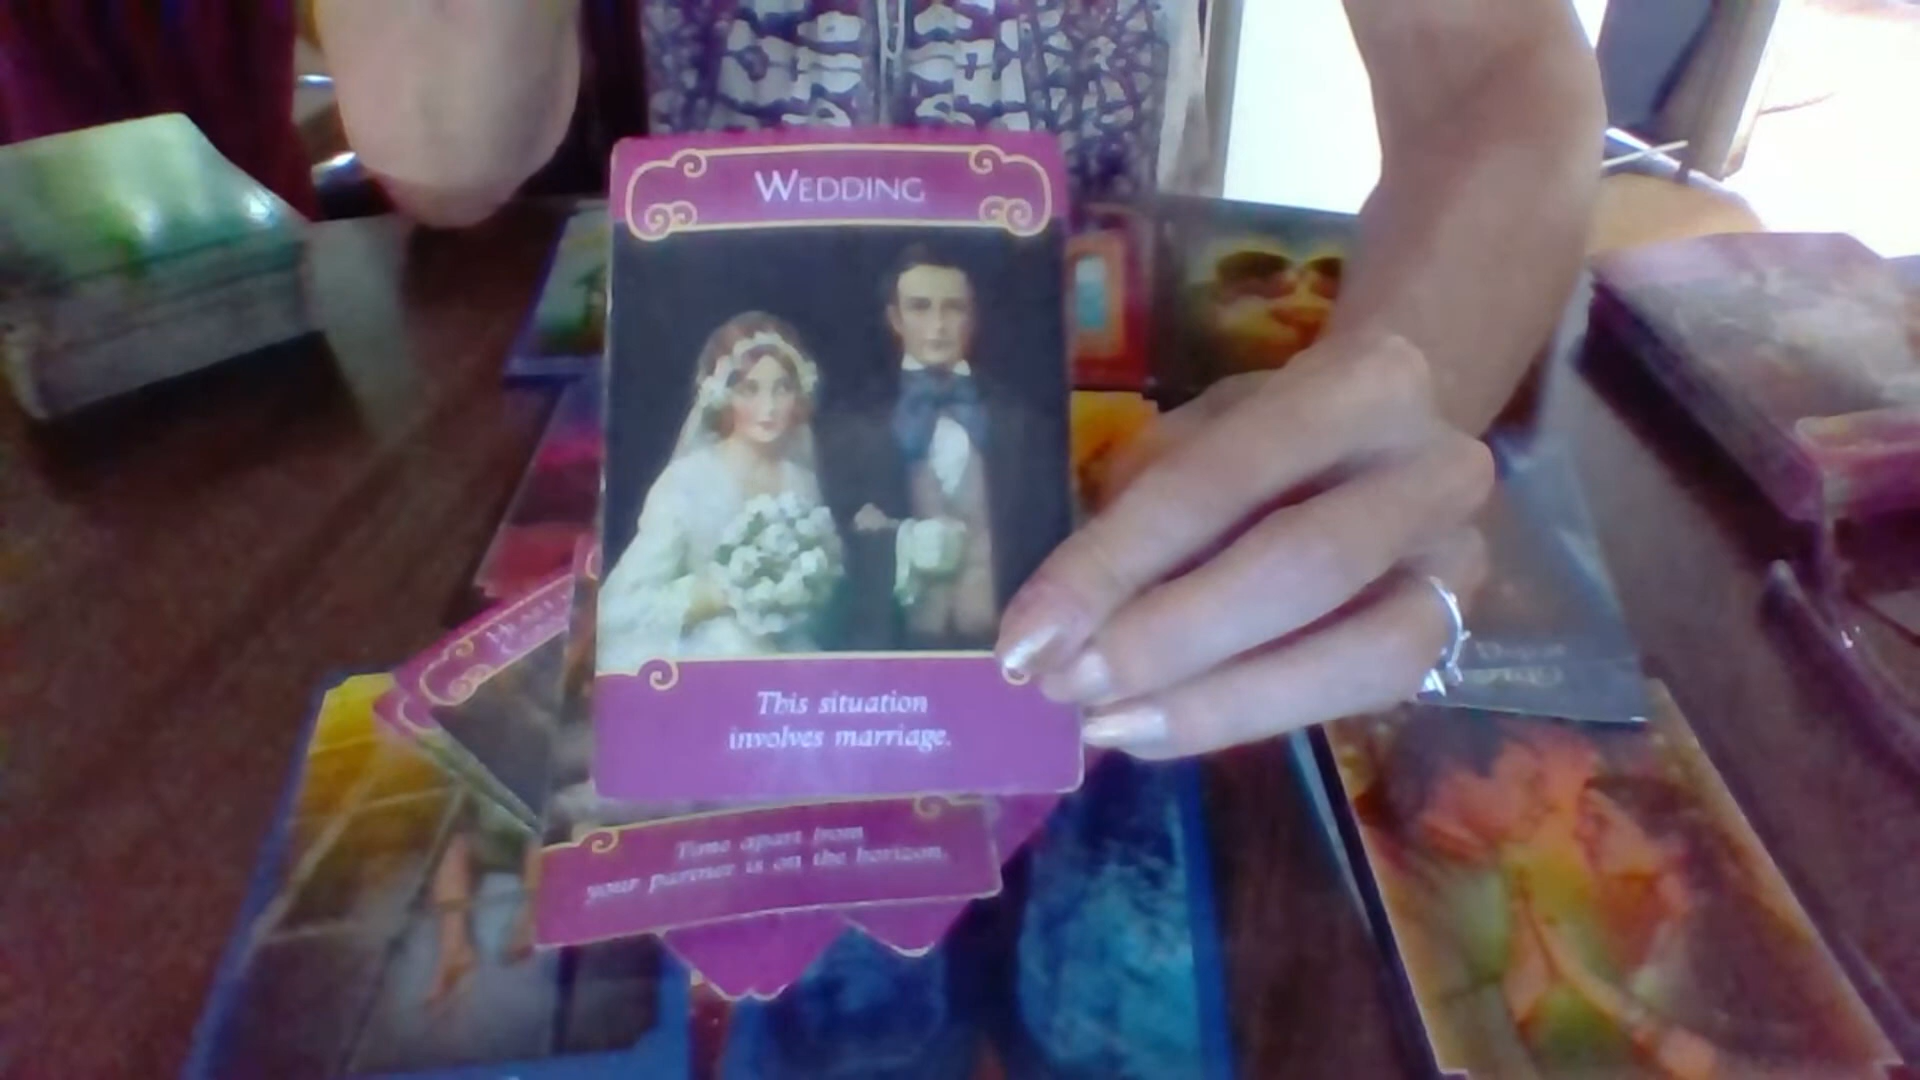 WEDDING
This situation
involves marriage.
Time apart from
your partner is on the horizon.